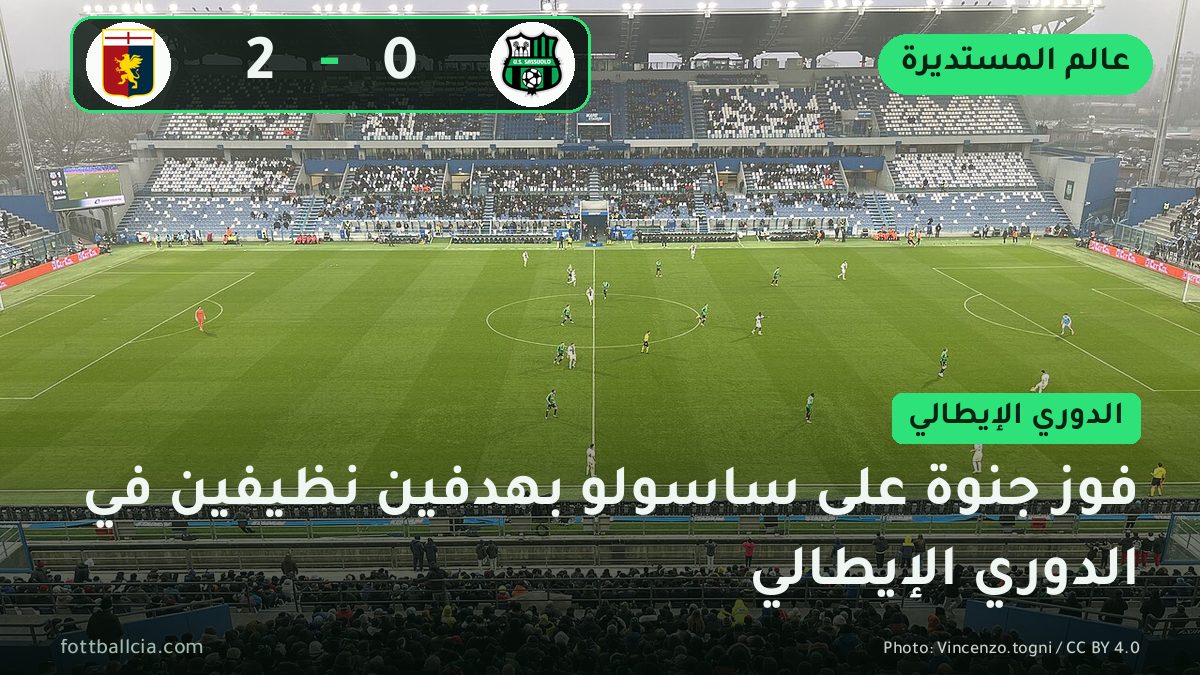 2 - 0
U.S. SASSUOLO
عالم المستديرة
الدوري الإيطالي
فوز جنوة على ساسولو بهدفين نظيفين في
الدوري الإيطالي
fottballcia.com
Photo: Vincenzo.togni / CC BY 4.0